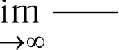 im ——
→∞